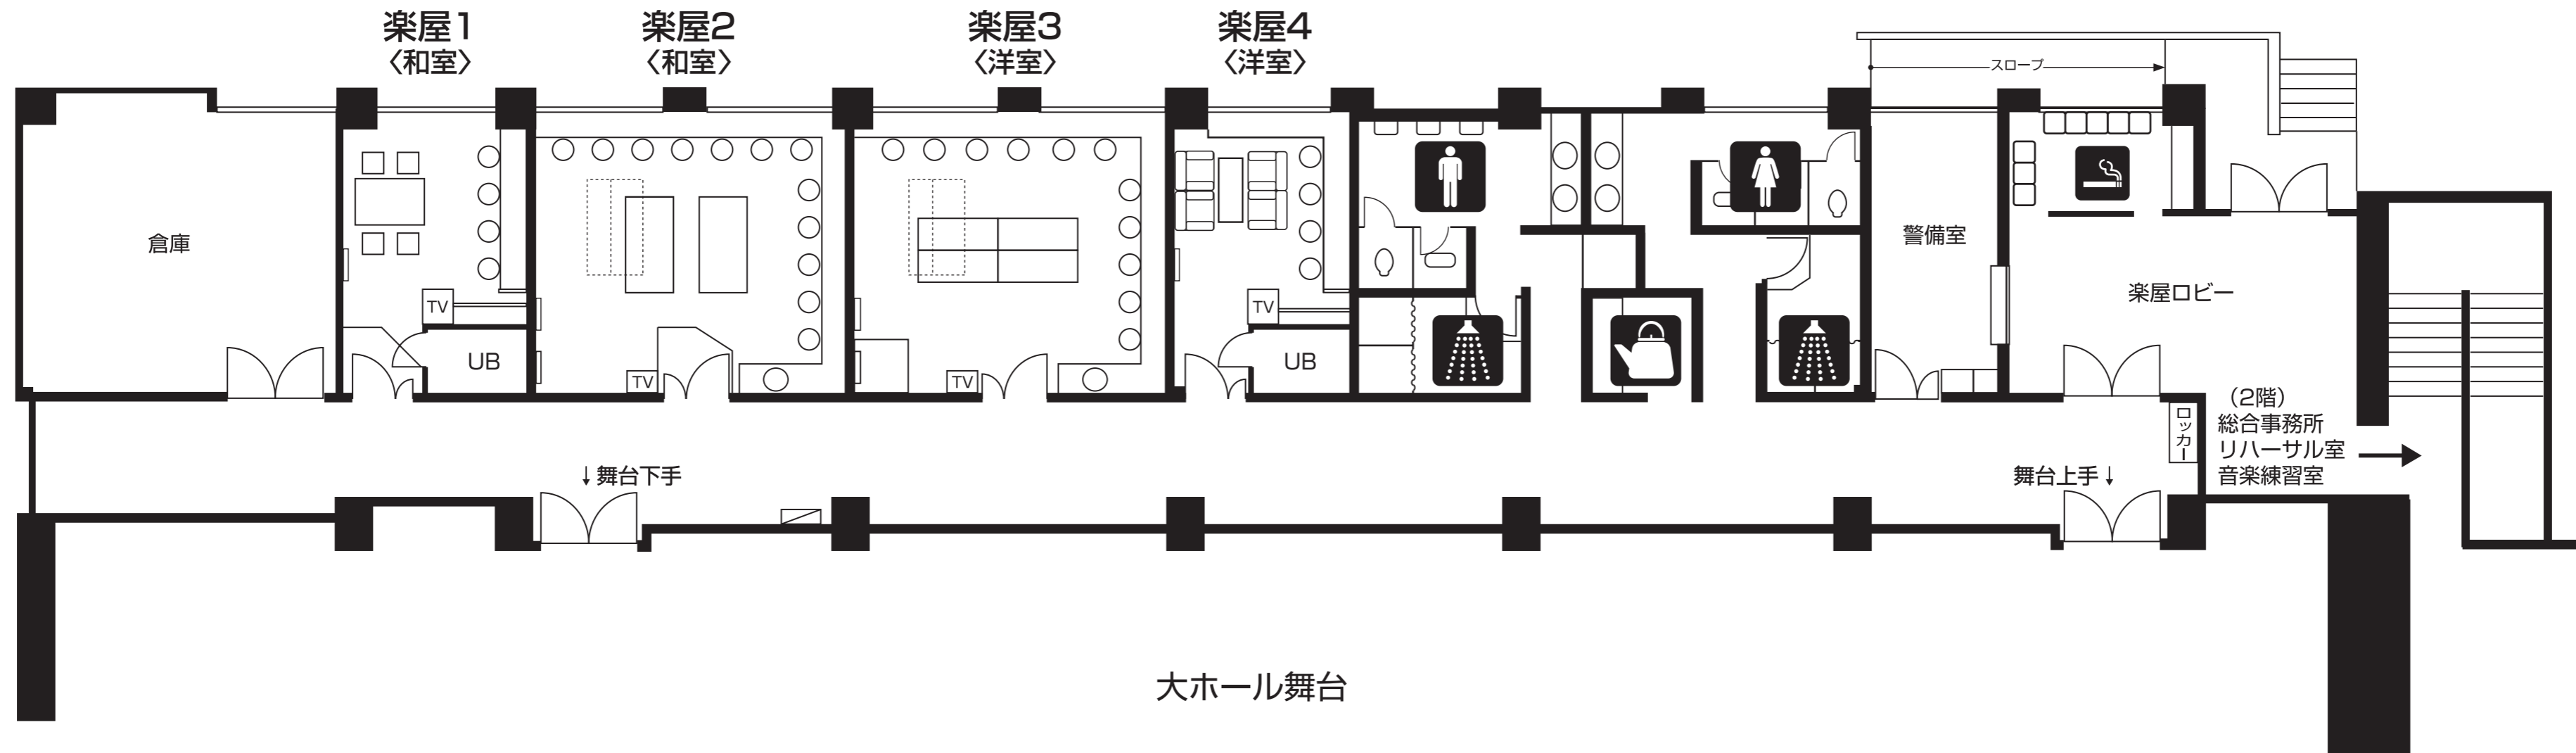 楽屋1
〈和室〉
楽屋2
〈和室〉
楽屋3
〈洋室〉
楽屋4
〈洋室〉
スロープ
倉庫
警備室
楽屋ロビー
TV
TV
UB
UB
TV
TV
（2階）
総合事務所
リハーサル室
音楽練習室
ロッカー
↓舞台下手
舞台上手↓
大ホール舞台